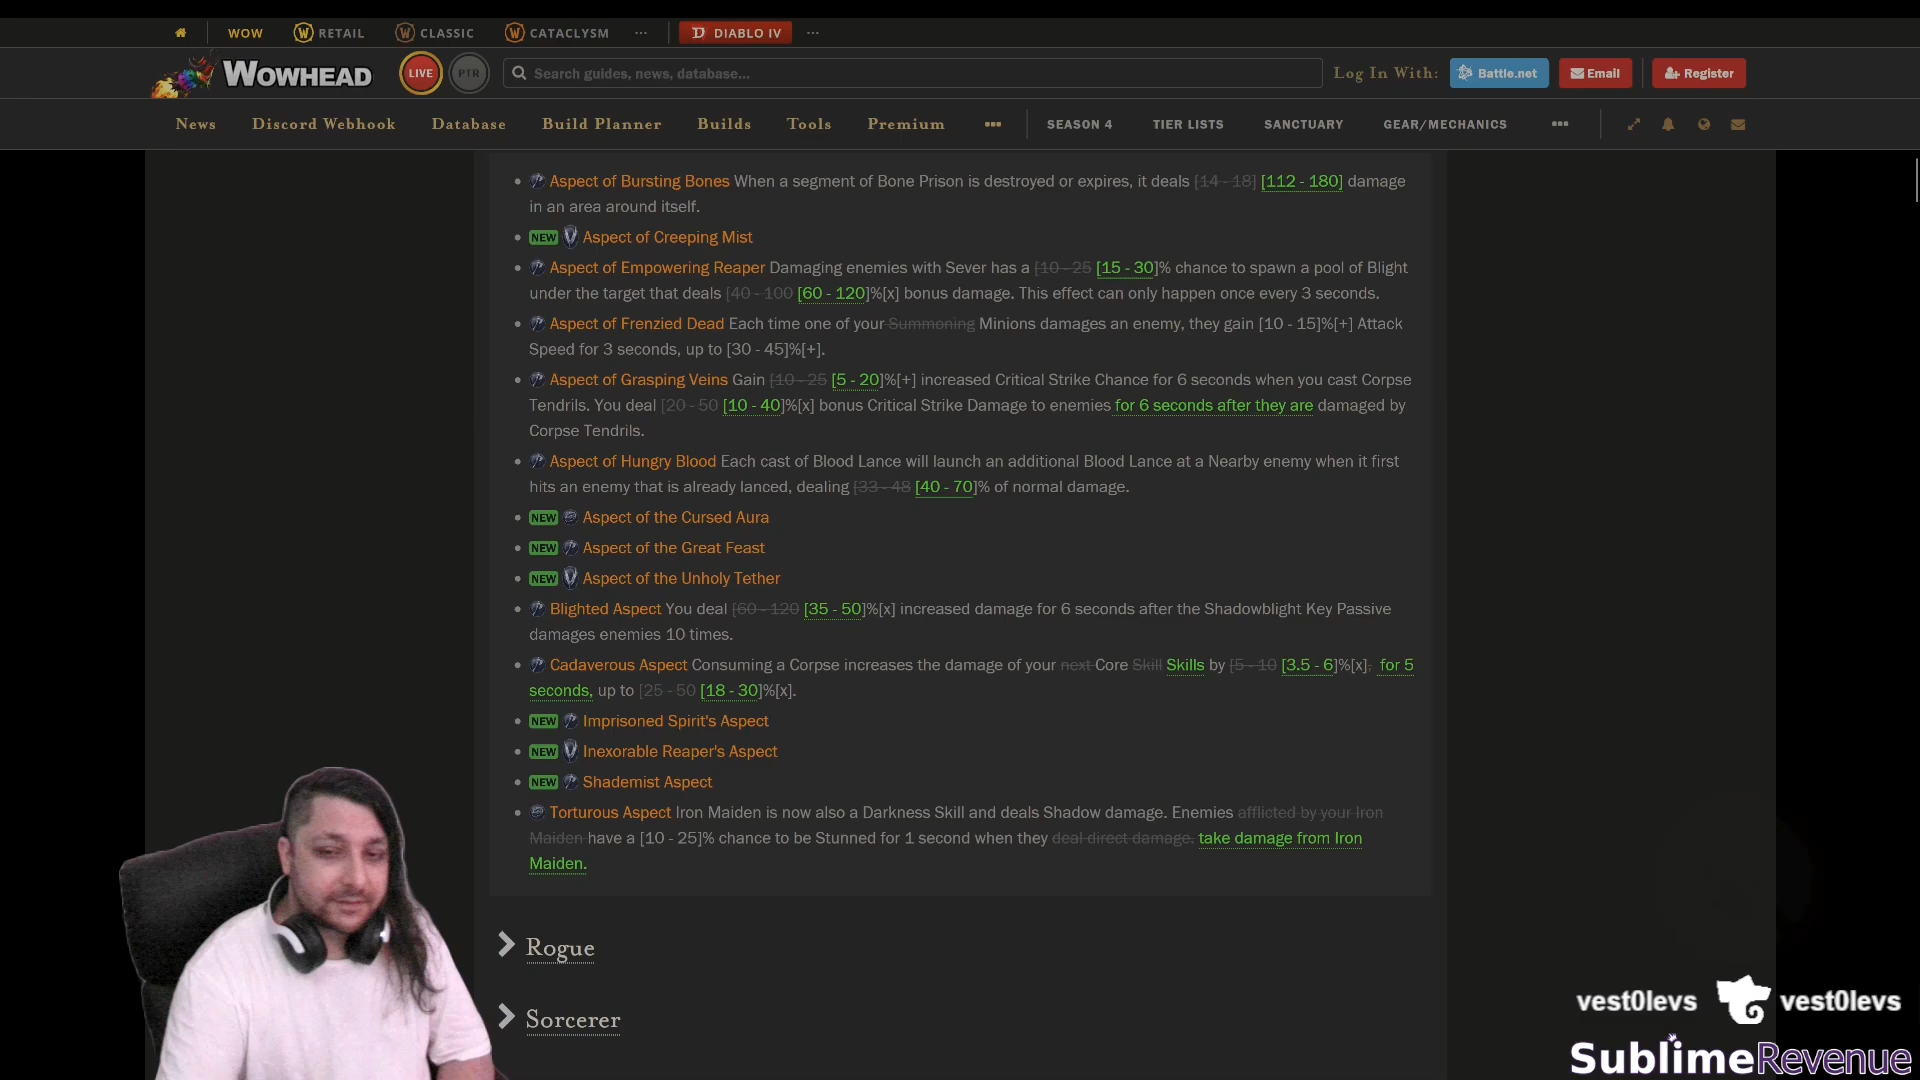 WOW
RETAIL
CLASSIC
CATACLYSM
...
DIABLO IV
...
WOWHEAD
LIVE
PTR
Search guides, news, database...
Log In With:
Battle.net
Email
Register
News
Discord Webhook
Database
Build Planner
Builds
Tools
Premium
•••
SEASON 4
TIER LISTS
SANCTUARY
GEAR/MECHANICS
•••
• Aspect of Bursting Bones When a segment of Bone Prison is destroyed or expires, it deals [14 - 18] [112 - 180] damage
in an area around itself.
• NEW Aspect of Creeping Mist
• Aspect of Empowering Reaper Damaging enemies with Sever has a [10 - 25 [15 - 30]% chance to spawn a pool of Blight
under the target that deals [40 - 100 [60 - 120]%[x] bonus damage. This effect can only happen once every 3 seconds.
• Aspect of Frenzied Dead Each time one of your Summoning Minions damages an enemy, they gain [10 - 15]%[+] Attack
Speed for 3 seconds, up to [30 - 45]%[+].
• Aspect of Grasping Veins Gain [10 - 25 [5 - 20]%[+] increased Critical Strike Chance for 6 seconds when you cast Corpse
Tendrils. You deal [20 - 50 [10 - 40]%[x] bonus Critical Strike Damage to enemies for 6 seconds after they are damaged by
Corpse Tendrils.
• Aspect of Hungry Blood Each cast of Blood Lance will launch an additional Blood Lance at a Nearby enemy when it first
hits an enemy that is already lanced, dealing [33 - 48 [40 - 70]% of normal damage.
• NEW Aspect of the Cursed Aura
• NEW Aspect of the Great Feast
• NEW Aspect of the Unholy Tether
• Blighted Aspect You deal [60 - 120 [35 - 50]%[x] increased damage for 6 seconds after the Shadowblight Key Passive
damages enemies 10 times.
• Cadaverous Aspect Consuming a Corpse increases the damage of your next Core Skill Skills by [5 - 10 [3.5 - 6]%[x]. for 5
seconds, up to [25 - 50 [18 - 30]%[x].
• NEW Imprisoned Spirit's Aspect
• NEW Inexorable Reaper's Aspect
• NEW Shademist Aspect
• Torturous Aspect Iron Maiden is now also a Darkness Skill and deals Shadow damage. Enemies afflicted by your Iron
Maiden have a [10 - 25]% chance to be Stunned for 1 second when they deal direct damage. take damage from Iron
Maiden.
Rogue
Sorcerer
vest0levs vest0levs
SublimeRevenue